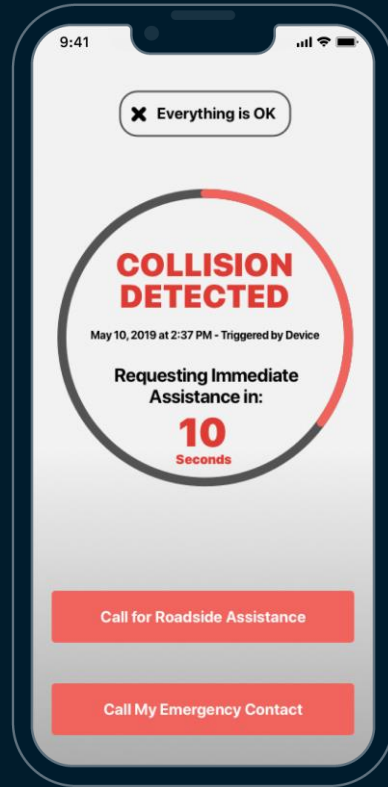 9:41
Everything is OK
COLLISION
DETECTED
May 10, 2019 at 2:37 PM - Triggered by Device
Requesting Immediate
Assistance in:
10
Seconds
Call for Roadside Assistance
Call My Emergency Contact